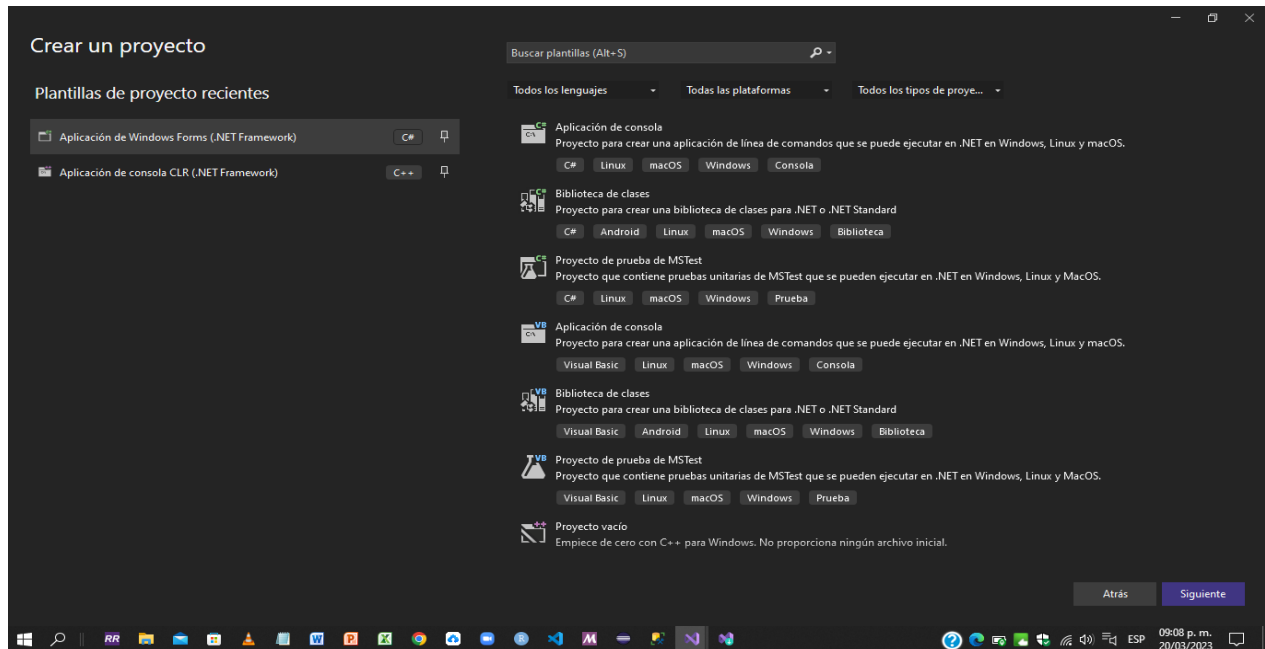 Crear un proyecto
Plantillas de proyecto recientes
Aplicación de Windows Forms (.NET Framework) C#
Aplicación de consola CLR (.NET Framework) C++
Buscar plantillas (Alt+S)
Todos los lenguajes Todas las plataformas Todos los tipos de proye...
Aplicación de consola
Proyecto para crear una aplicación de línea de comandos que se puede ejecutar en .NET en Windows, Linux y macOS.
C# Linux macOS Windows Consola
Biblioteca de clases
Proyecto para crear una biblioteca de clases para .NET o .NET Standard
C# Android Linux macOS Windows Biblioteca
Proyecto de prueba de MSTest
Proyecto que contiene pruebas unitarias de MSTest que se pueden ejecutar en .NET en Windows, Linux y MacOS.
C# Linux macOS Windows Prueba
Aplicación de consola
Proyecto para crear una aplicación de línea de comandos que se puede ejecutar en .NET en Windows, Linux y macOS.
Visual Basic Linux macOS Windows Consola
Biblioteca de clases
Proyecto para crear una biblioteca de clases para .NET o .NET Standard
Visual Basic Android Linux macOS Windows Biblioteca
Proyecto de prueba de MSTest
Proyecto que contiene pruebas unitarias de MSTest que se pueden ejecutar en .NET en Windows, Linux y MacOS.
Visual Basic Linux macOS Windows Prueba
Proyecto vacío
Empiece de cero con C++ para Windows. No proporciona ningún archivo inicial.
Atrás Siguiente
RR ESP 09:08 p. m.
20/03/2023